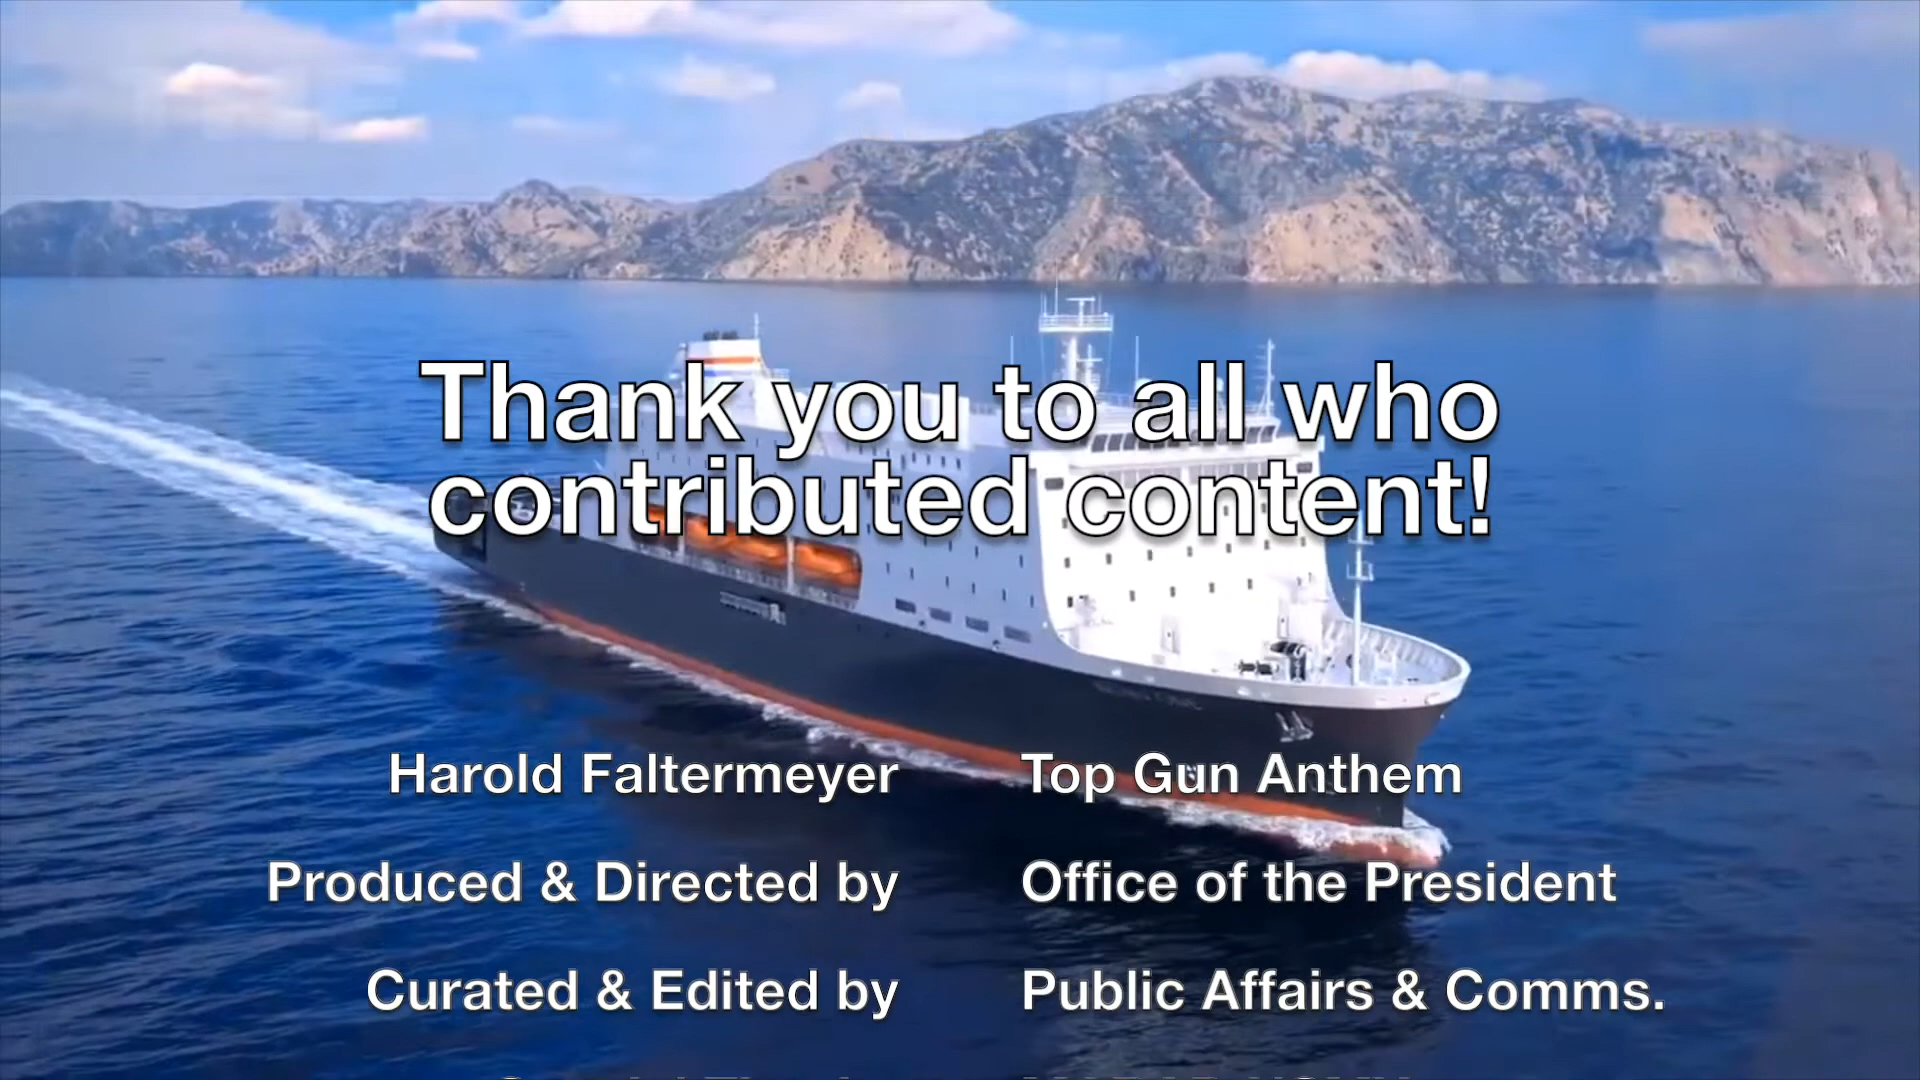 Thank you to all who
contributed content!
Harold Faltermeyer Top Gun Anthem
Produced & Directed by Office of the President
Curated & Edited by Public Affairs & Comms.